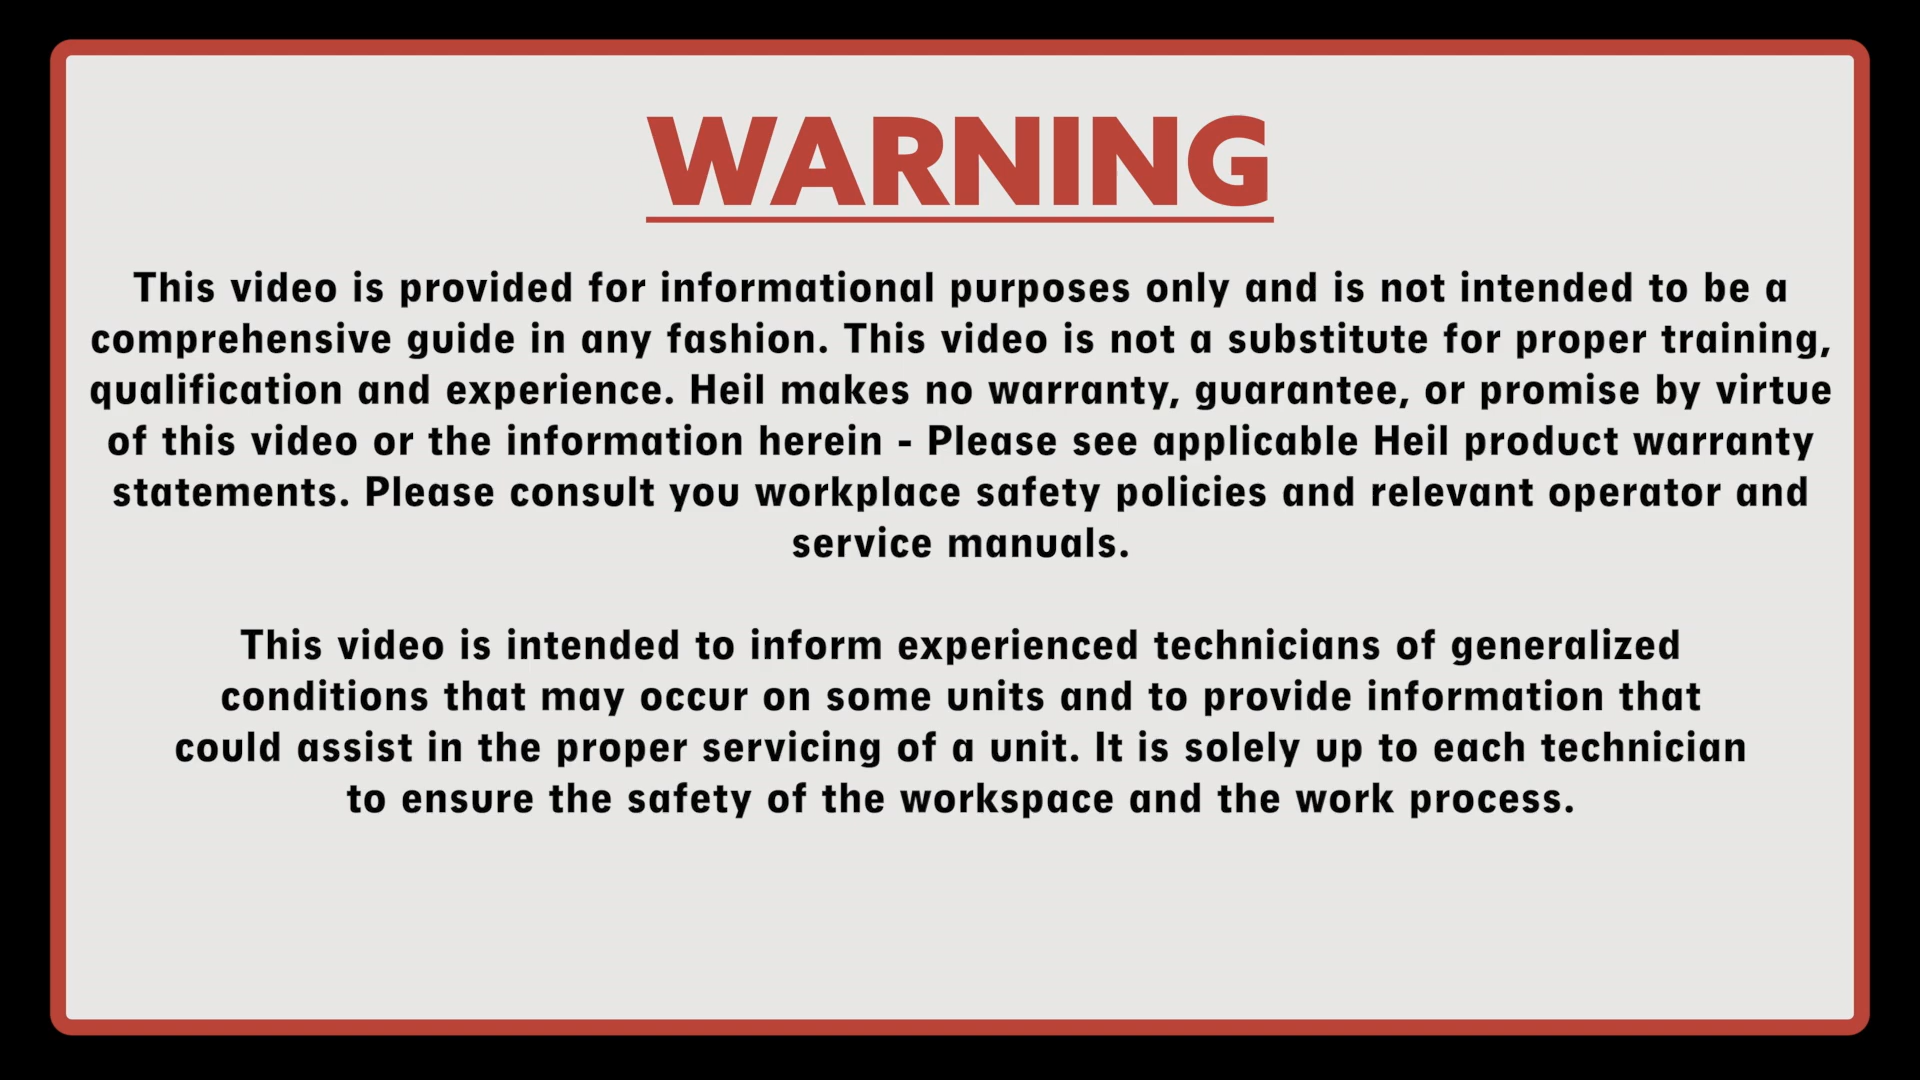 WARNING
This video is provided for informational purposes only and is not intended to be a
comprehensive guide in any fashion. This video is not a substitute for proper training,
qualification and experience. Heil makes no warranty, guarantee, or promise by virtue
of this video or the information herein - Please see applicable Heil product warranty
statements. Please consult you workplace safety policies and relevant operator and
service manuals.
This video is intended to inform experienced technicians of generalized
conditions that may occur on some units and to provide information that
could assist in the proper servicing of a unit. It is solely up to each technician
to ensure the safety of the workspace and the work process.